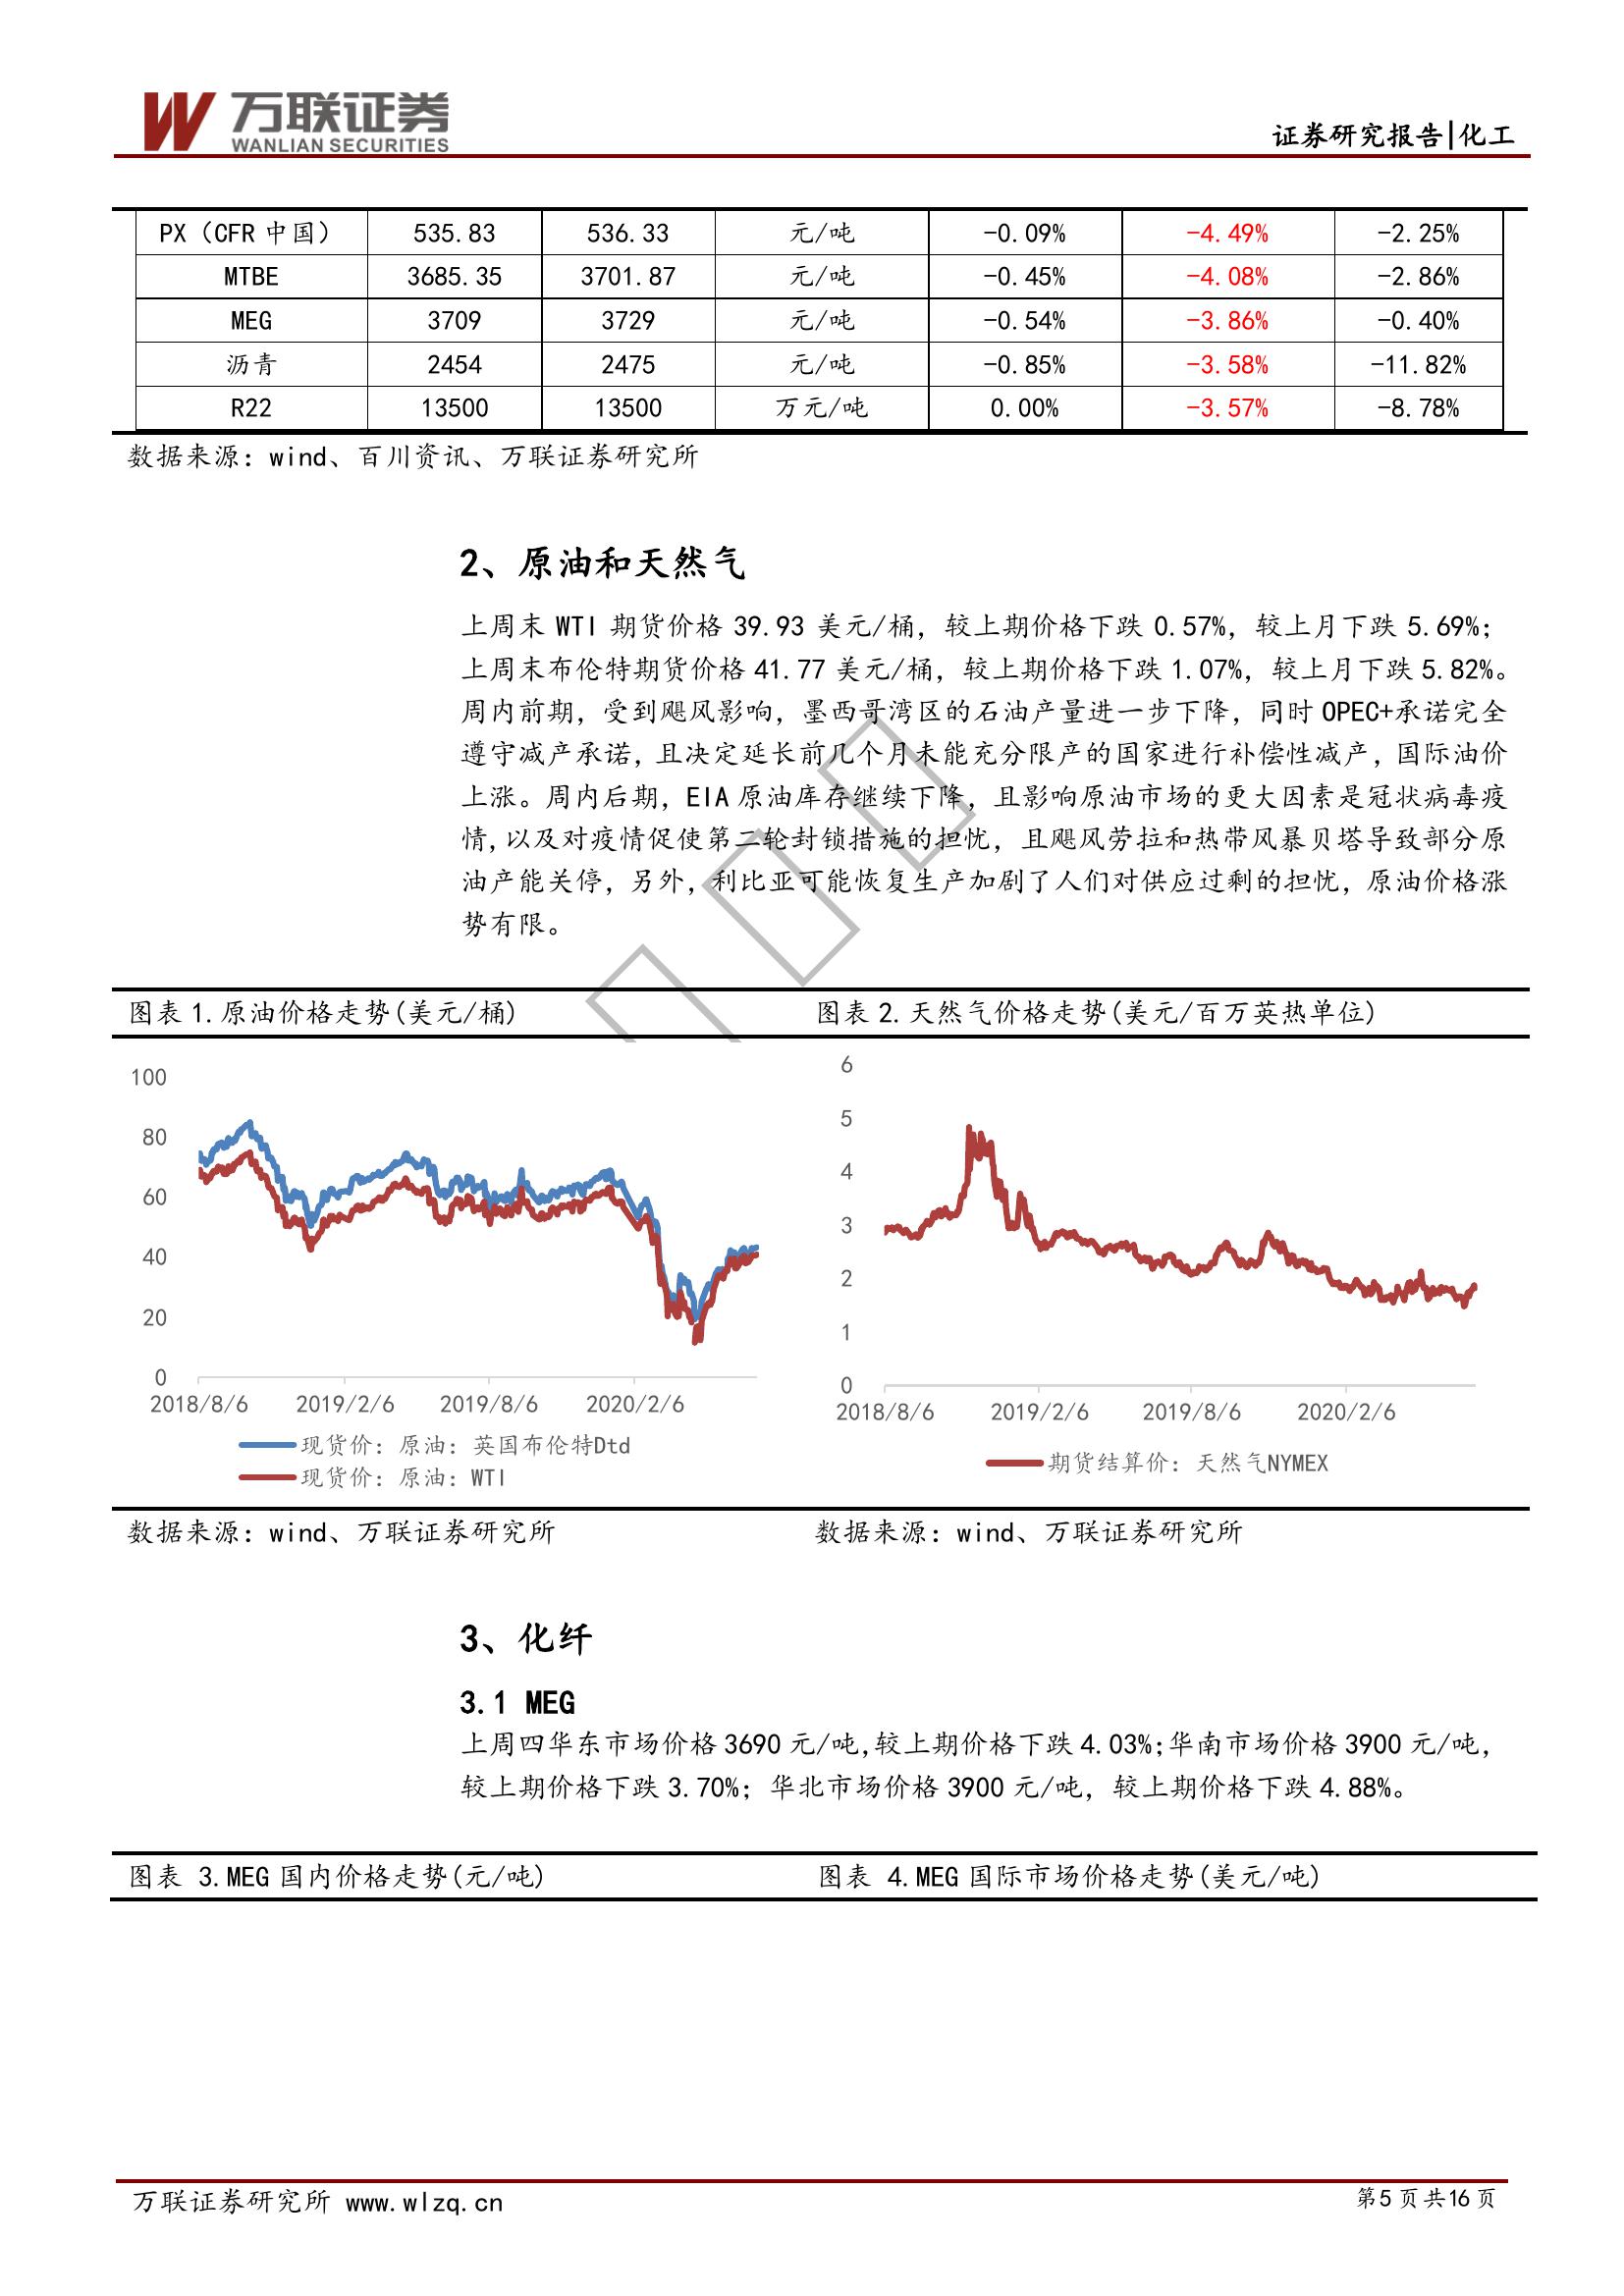 万联证券
WANLIAN SECURITIES
证券研究报告|化工
PX（CFR 中国） 535.83 536.33 元/吨 -0.09% -4.49% -2.25%
MTBE 3685.35 3701.87 元/吨 -0.45% -4.08% -2.86%
MEG 3709 3729 元/吨 -0.54% -3.86% -0.40%
沥青 2454 2475 元/吨 -0.85% -3.58% -11.82%
R22 13500 13500 万元/吨 0.00% -3.57% -8.78%
数据来源：wind、百川资讯、万联证券研究所
2、原油和天然气
上周末 WTI 期货价格 39.93 美元/桶，较上期价格下跌 0.57%，较上月下跌 5.69%；
上周末布伦特期货价格 41.77 美元/桶，较上期价格下跌 1.07%，较上月下跌 5.82%。
周内前期，受到飓风影响，墨西哥湾区的石油产量进一步下降，同时 OPEC+承诺完全
遵守减产承诺，且决定延长前几个月未能充分限产的国家进行补偿性减产，国际油价
上涨。周内后期，EIA 原油库存继续下降，且影响原油市场的更大因素是冠状病毒疫
情，以及对疫情促使第二轮封锁措施的担忧，且飓风劳拉和热带风暴贝塔导致部分原
油产能关停，另外，利比亚可能恢复生产加剧了人们对供应过剩的担忧，原油价格涨
势有限。
图表 1.原油价格走势(美元/桶)
图表 2.天然气价格走势(美元/百万英热单位)
100
80
60
40
20
0
2018/8/6 2019/2/6 2019/8/6 2020/2/6
现货价：原油：英国布伦特Dtd
现货价：原油：WTI
6
5
4
3
2
1
0
2018/8/6 2019/2/6 2019/8/6 2020/2/6
期货结算价：天然气NYMEX
数据来源：wind、万联证券研究所
数据来源：wind、万联证券研究所
3、化纤
3.1 MEG
上周四华东市场价格 3690 元/吨,较上期价格下跌 4.03%;华南市场价格 3900 元/吨，
较上期价格下跌 3.70%；华北市场价格 3900 元/吨，较上期价格下跌 4.88%。
图表 3.MEG 国内价格走势(元/吨)
图表 4.MEG 国际市场价格走势(美元/吨)
万联证券研究所 www.wlzq.cn
第5 页共16 页